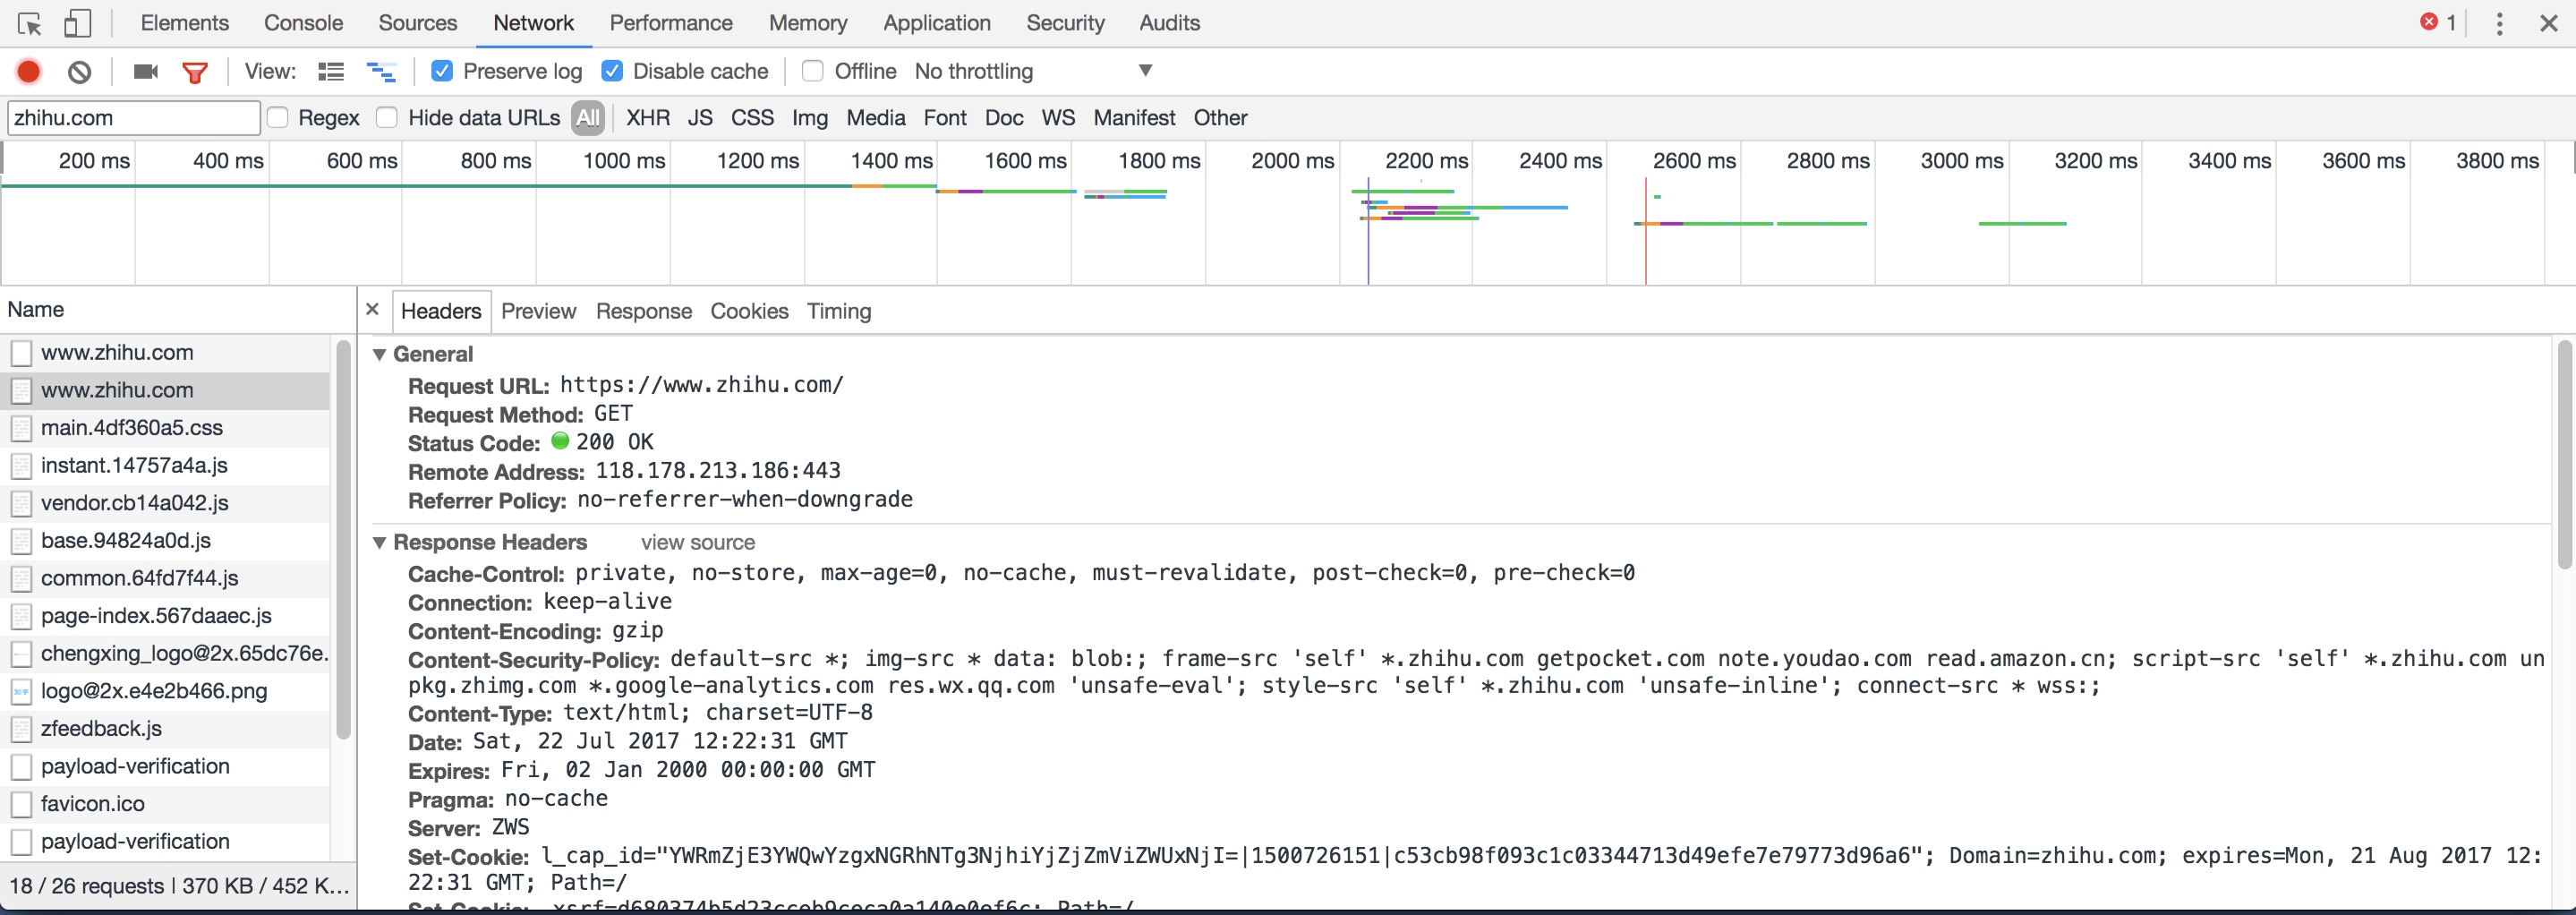 Elements Console Sources Network Performance Memory Application Security Audits 1
View: Preserve log Disable cache Offline No throttling
zhihu.com Regex Hide data URLs All XHR JS CSS Img Media Font Doc WS Manifest Other
200 ms 400 ms 600 ms 800 ms 1000 ms 1200 ms 1400 ms 1600 ms 1800 ms 2000 ms 2200 ms 2400 ms 2600 ms 2800 ms 3000 ms 3200 ms 3400 ms 3600 ms 3800 ms
Name
www.zhihu.com
www.zhihu.com
main.4df360a5.css
instant.14757a4a.js
vendor.cb14a042.js
base.94824a0d.js
common.64fd7f44.js
page-index.567daaec.js
chengxing_logo@2x.65dc76e.
logo@2x.e4e2b466.png
zfeedback.js
payload-verification
favicon.ico
payload-verification
18 / 26 requests | 370 KB / 452 K...
Headers Preview Response Cookies Timing
General
Request URL: https://www.zhihu.com/
Request Method: GET
Status Code: 200 OK
Remote Address: 118.178.213.186:443
Referrer Policy: no-referrer-when-downgrade
Response Headers view source
Cache-Control: private, no-store, max-age=0, no-cache, must-revalidate, post-check=0, pre-check=0
Connection: keep-alive
Content-Encoding: gzip
Content-Security-Policy: default-src *; img-src * data: blob:; frame-src 'self' *.zhihu.com getpocket.com note.youdao.com read.amazon.cn; script-src 'self' *.zhihu.com un
pkg.zhimg.com *.google-analytics.com res.wx.qq.com 'unsafe-eval'; style-src 'self' *.zhihu.com 'unsafe-inline'; connect-src * wss:;
Content-Type: text/html; charset=UTF-8
Date: Sat, 22 Jul 2017 12:22:31 GMT
Expires: Fri, 02 Jan 2000 00:00:00 GMT
Pragma: no-cache
Server: ZWS
Set-Cookie: l_cap_id="YWRmZjE3YWQwYzgxNGRhNTg3NjhiYjZjZmViZWUxNjI=|1500726151|c53cb98f093c1c03344713d49efe7e79773d96a6"; Domain=zhihu.com; expires=Mon, 21 Aug 2017 12:
22:31 GMT; Path=/
Set-Cookie: Path=/